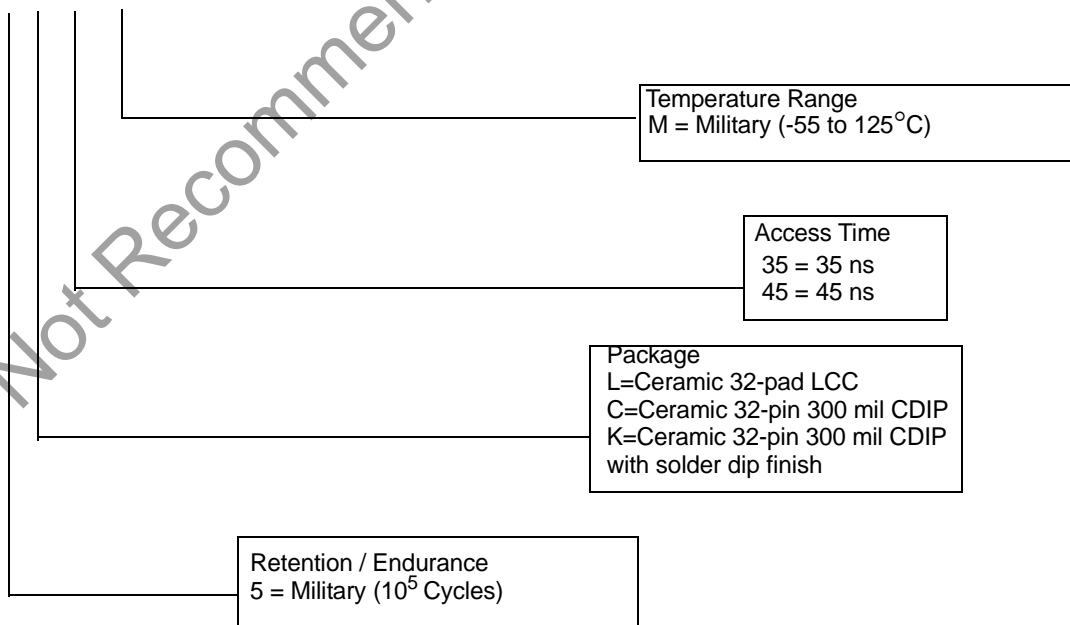 Temperature Range
M = Military (-55 to 125°C)
Access Time
35 = 35 ns
45 = 45 ns
Package
L=Ceramic 32-pad LCC
C=Ceramic 32-pin 300 mil CDIP
K=Ceramic 32-pin 300 mil CDIP
with solder dip finish
Retention / Endurance
5 = Military (10⁵ Cycles)
Not